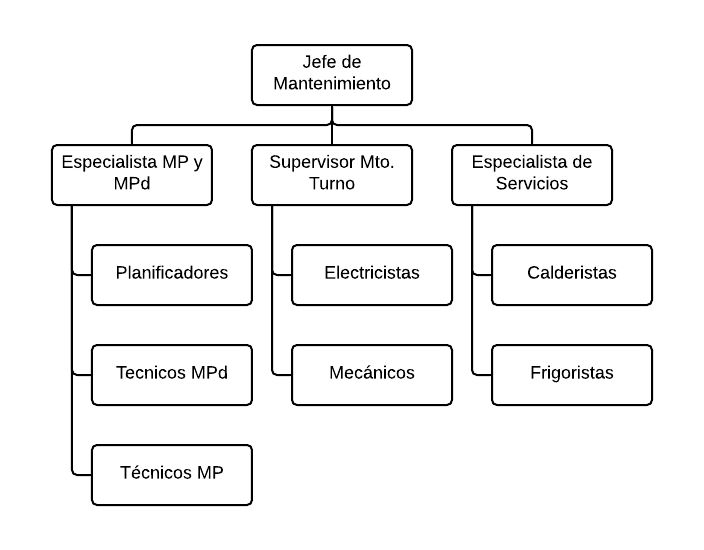 Jefe de
Mantenimiento
Especialista MP y
MPd
Supervisor Mto.
Turno
Especialista de
Servicios
Planificadores
Electricistas
Calderistas
Tecnicos MPd
Mecánicos
Frigoristas
Técnicos MP